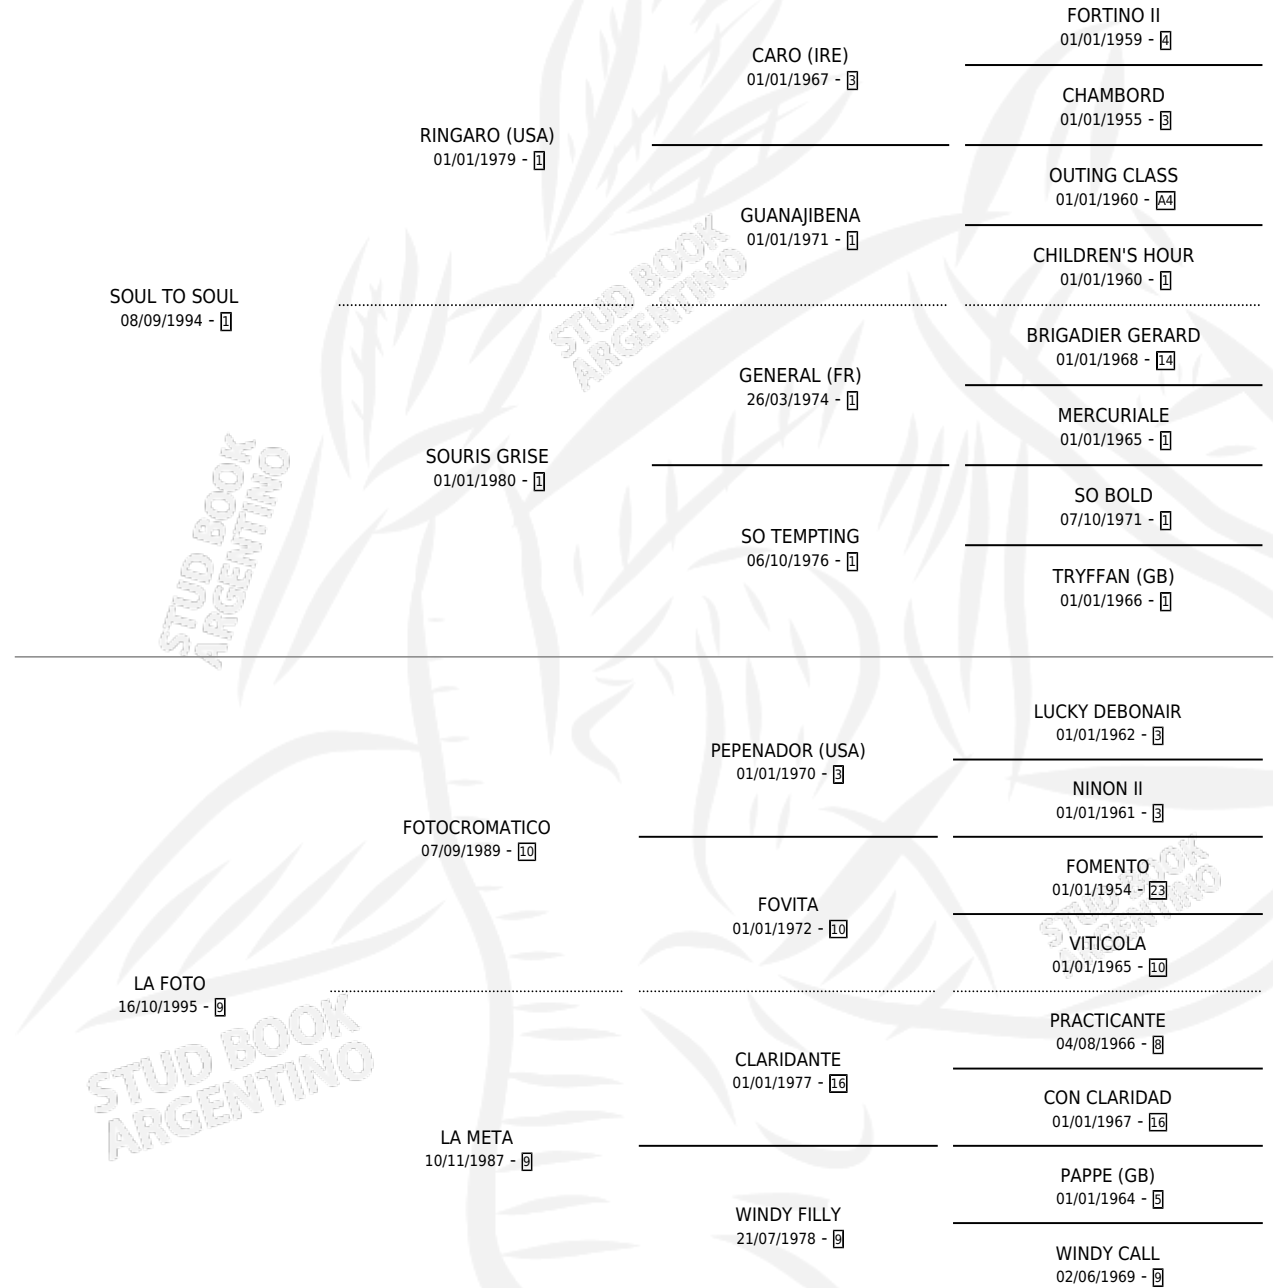 FORTINO II
01/01/1959 - 4
CARO (IRE)
01/01/1967 - 3
CHAMBORD
01/01/1955 - 3
RINGARO (USA)
01/01/1979 - 1
OUTING CLASS
01/01/1960 - A4
GUANAJIBENA
01/01/1971 - 1
CHILDREN'S HOUR
01/01/1960 - 1
SOUL TO SOUL
08/09/1994 - 1
BRIGADIER GERARD
01/01/1968 - 14
GENERAL (FR)
26/03/1974 - 1
MERCURIALE
01/01/1965 - 1
SOURIS GRISE
01/01/1980 - 1
SO BOLD
07/10/1971 - 1
SO TEMPTING
06/10/1976 - 1
TRYFFAN (GB)
01/01/1966 - 1
LUCKY DEBONAIR
01/01/1962 - 3
PEPENADOR (USA)
01/01/1970 - 3
NINON II
01/01/1961 - 3
FOTOCROMATICO
07/09/1989 - 10
FOMENTO
01/01/1954 - 23
FOVITA
01/01/1972 - 10
VITICOLA
01/01/1965 - 10
LA FOTO
16/10/1995 - 9
PRACTICANTE
04/08/1966 - 8
CLARIDANTE
01/01/1977 - 16
CON CLARIDAD
01/01/1967 - 16
LA META
10/11/1987 - 9
PAPPE (GB)
01/01/1964 - 5
WINDY FILLY
21/07/1978 - 9
WINDY CALL
02/06/1969 - 9
STUD BOOK
ARGENTINO
STUD BOOK
ARGENTINO
STUD BOOK
ARGENTINO
STUD BOOK
ARGENTINO